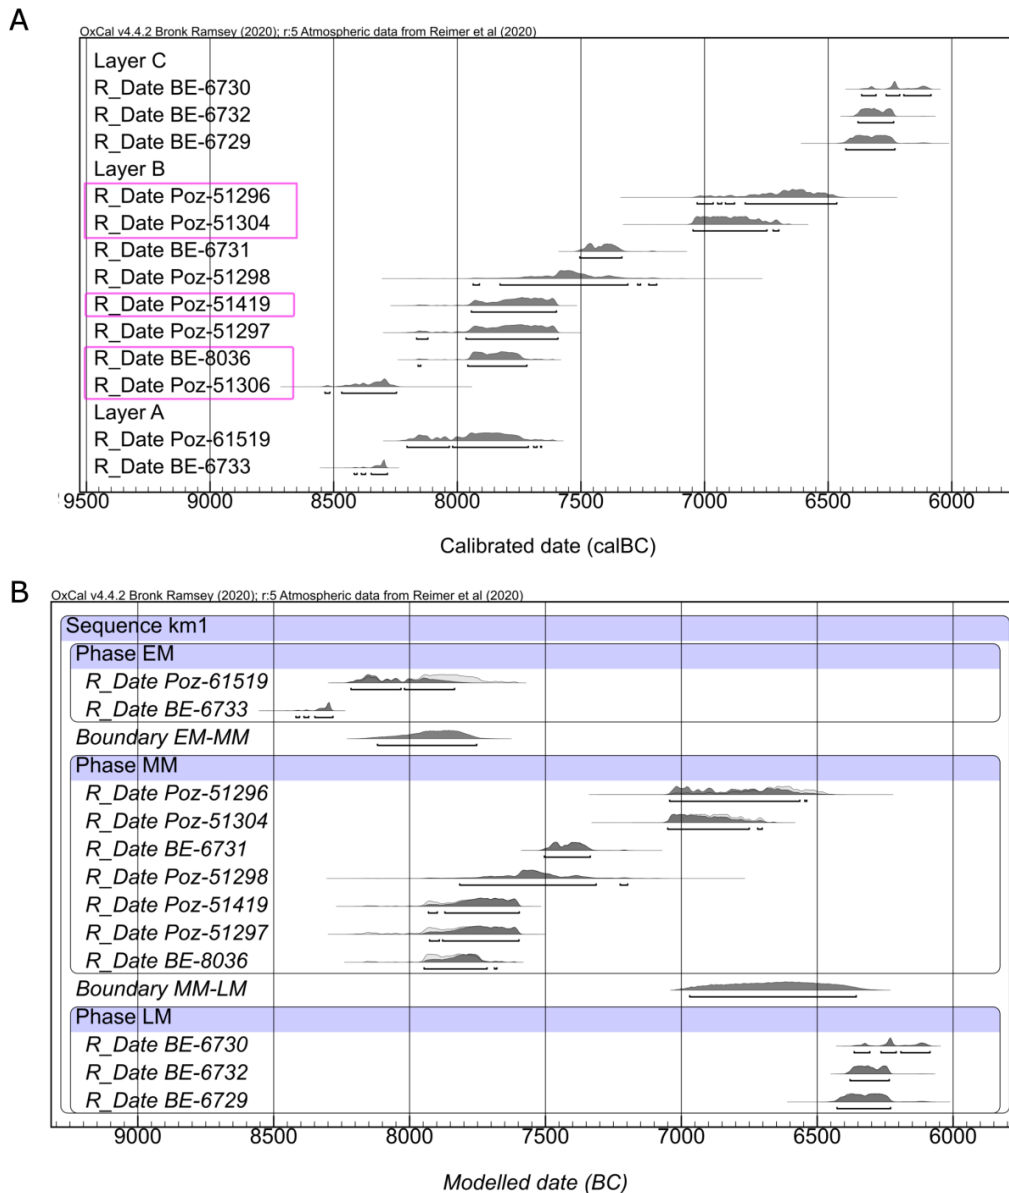 A
OxCal v4.4.2 Bronk Ramsey (2020); r:5 Atmospheric data from Reimer et al (2020)
Layer C
R_Date BE-6730
R_Date BE-6732
R_Date BE-6729
Layer B
R_Date Poz-51296
R_Date Poz-51304
R_Date BE-6731
R_Date Poz-51298
R_Date Poz-51419
R_Date Poz-51297
R_Date BE-8036
R_Date Poz-51306
Layer A
R_Date Poz-61519
R_Date BE-6733
9500 9000 8500 8000 7500 7000 6500 6000
Calibrated date (calBC)
B
OxCal v4.4.2 Bronk Ramsey (2020); r:5 Atmospheric data from Reimer et al (2020)
Sequence km1
Phase EM
R_Date Poz-61519
R_Date BE-6733
Boundary EM-MM
Phase MM
R_Date Poz-51296
R_Date Poz-51304
R_Date BE-6731
R_Date Poz-51298
R_Date Poz-51419
R_Date Poz-51297
R_Date BE-8036
Boundary MM-LM
Phase LM
R_Date BE-6730
R_Date BE-6732
R_Date BE-6729
9000 8500 8000 7500 7000 6500 6000
Modelled date (BC)